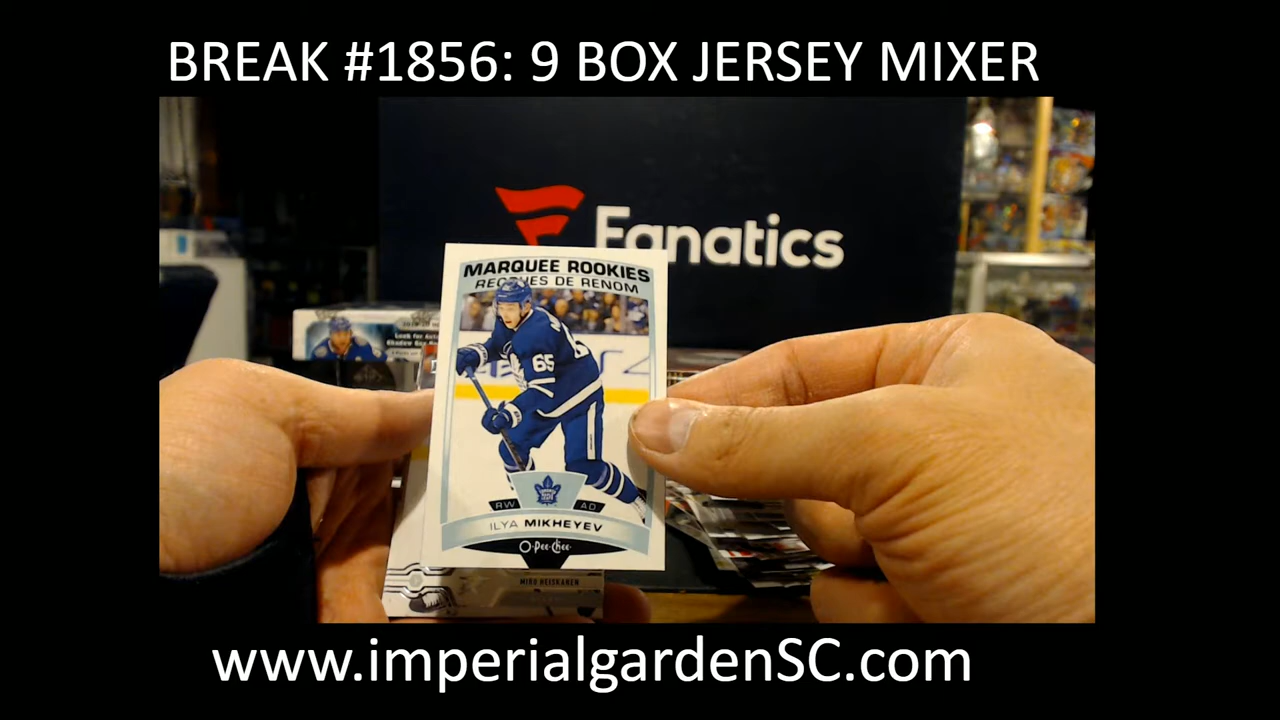 BREAK #1856: 9 BOX JERSEY MIXER
Fanatics
MARQUEE ROOKIES
RECRUES DE RENOM
65
RW
AD
ILYA MIKHEYEV
O-Pee-Chee
MIRO HEISKANEN
www.imperialgardenSC.com